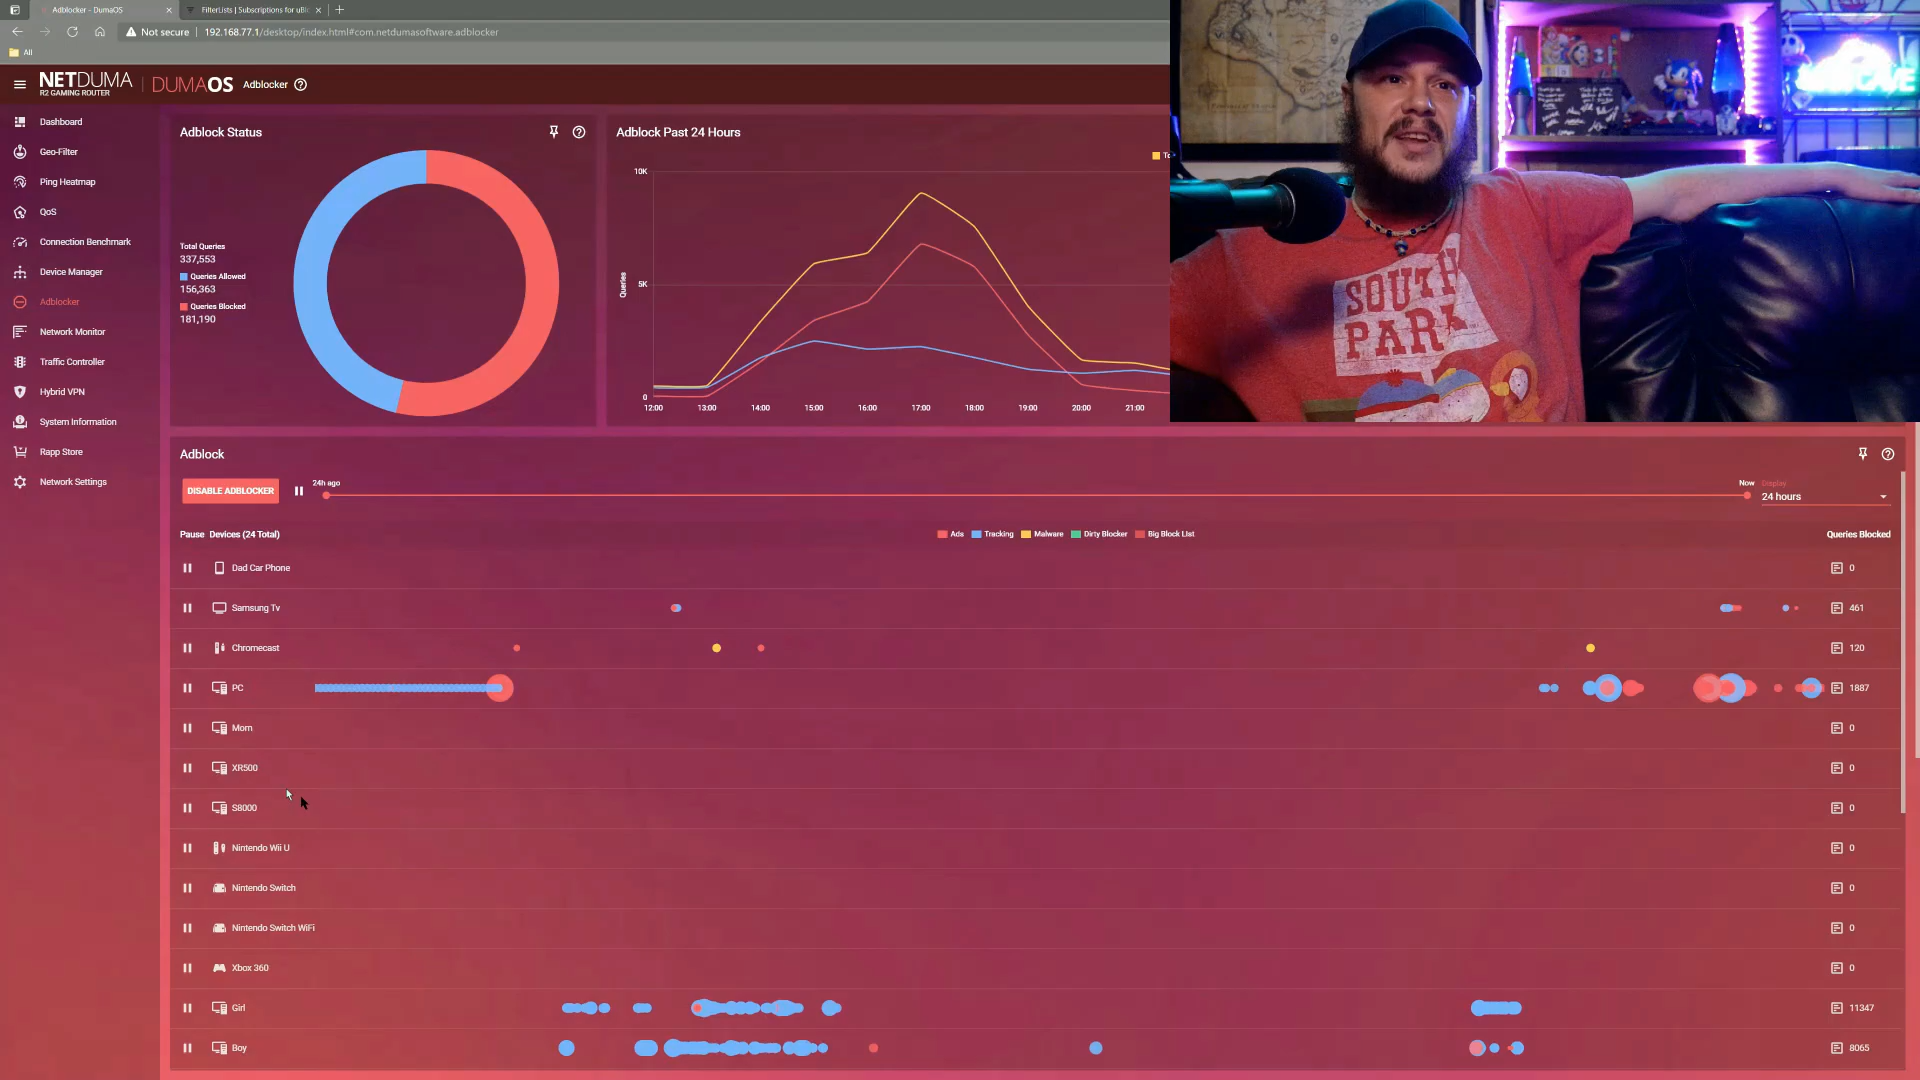 Adblocker - DumaOS
FilterLists | Subscriptions for uBl
Not secure
192.168.77.1/desktop/index.html#com.netdumasoftware.adblocker
All
NETDUMA
R2 GAMING ROUTER
DUMAOS
Adblocker
Dashboard
Geo-Filter
Ping Heatmap
QoS
Connection Benchmark
Device Manager
Adblocker
Network Monitor
Traffic Controller
Hybrid VPN
System Information
Rapp Store
Network Settings
Adblock Status
Total Queries
337,553
Queries Allowed
156,363
Queries Blocked
181,190
Adblock Past 24 Hours
10K
5K
0
Queries
12:00 13:00 14:00 15:00 16:00 17:00 18:00 19:00 20:00 21:00
SOUTH
PARK
Adblock
DISABLE ADBLOCKER
24h ago
Now
Display
24 hours
Pause Devices (24 Total)
Ads Tracking Malware Dirty Blocker Big Block List
Queries Blocked
Dad Car Phone 0
Samsung Tv 461
Chromecast 120
PC 1887
Mom 0
XR500 0
S8000 0
Nintendo Wii U 0
Nintendo Switch 0
Nintendo Switch WiFi 0
Xbox 360 0
Girl 11347
Boy 8065